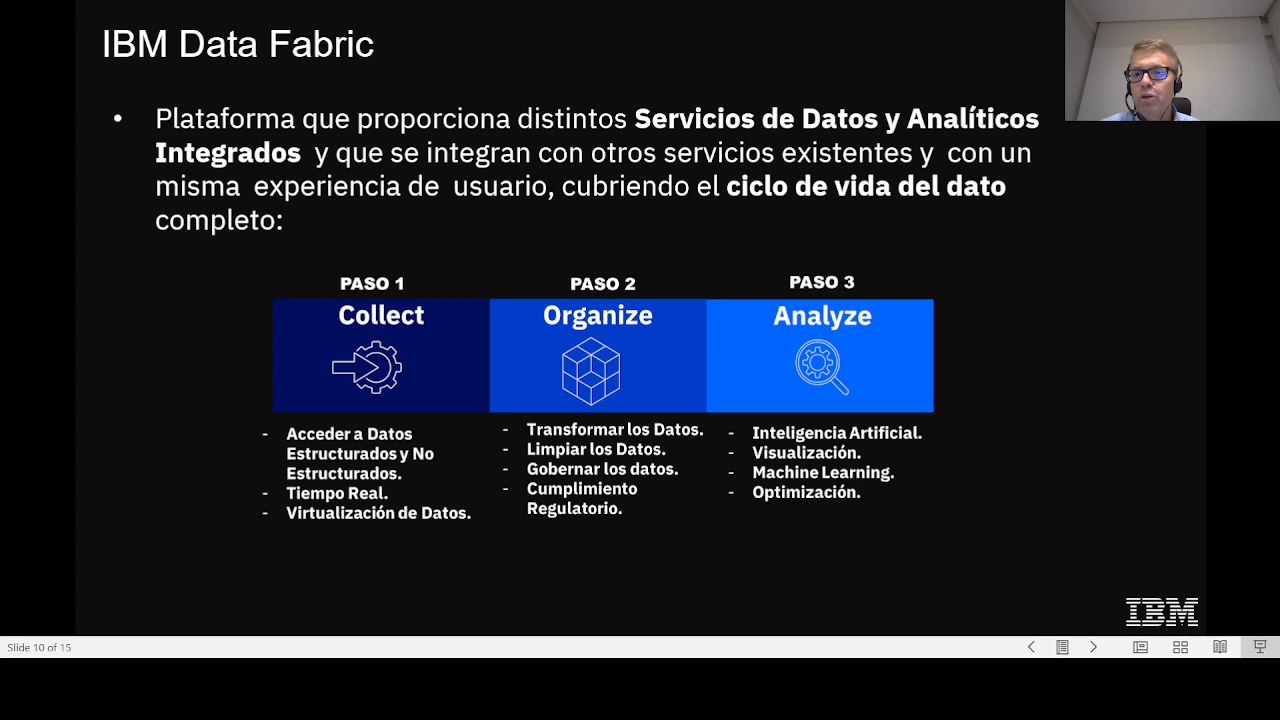 IBM Data Fabric
• Plataforma que proporciona distintos Servicios de Datos y Analíticos
Integrados y que se integran con otros servicios existentes y con un
misma experiencia de usuario, cubriendo el ciclo de vida del dato
completo:
PASO 1
PASO 2
PASO 3
Collect
Organize
Analyze
- Acceder a Datos
Estructurados y No
Estructurados.
- Tiempo Real.
- Virtualización de Datos.
- Transformar los Datos.
- Limpiar los Datos.
- Gobernar los datos.
- Cumplimiento
Regulatorio.
- Inteligencia Artificial.
- Visualización.
- Machine Learning.
- Optimización.
IBM
Slide 10 of 15